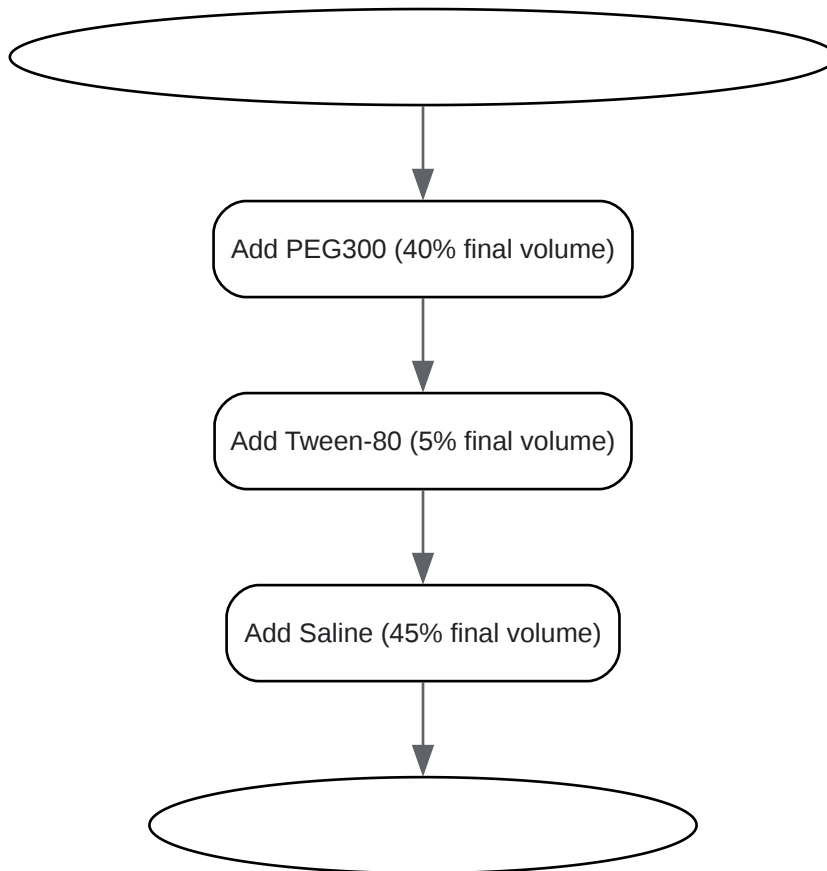 Add PEG300 (40% final volume)
Add Tween-80 (5% final volume)
Add Saline (45% final volume)